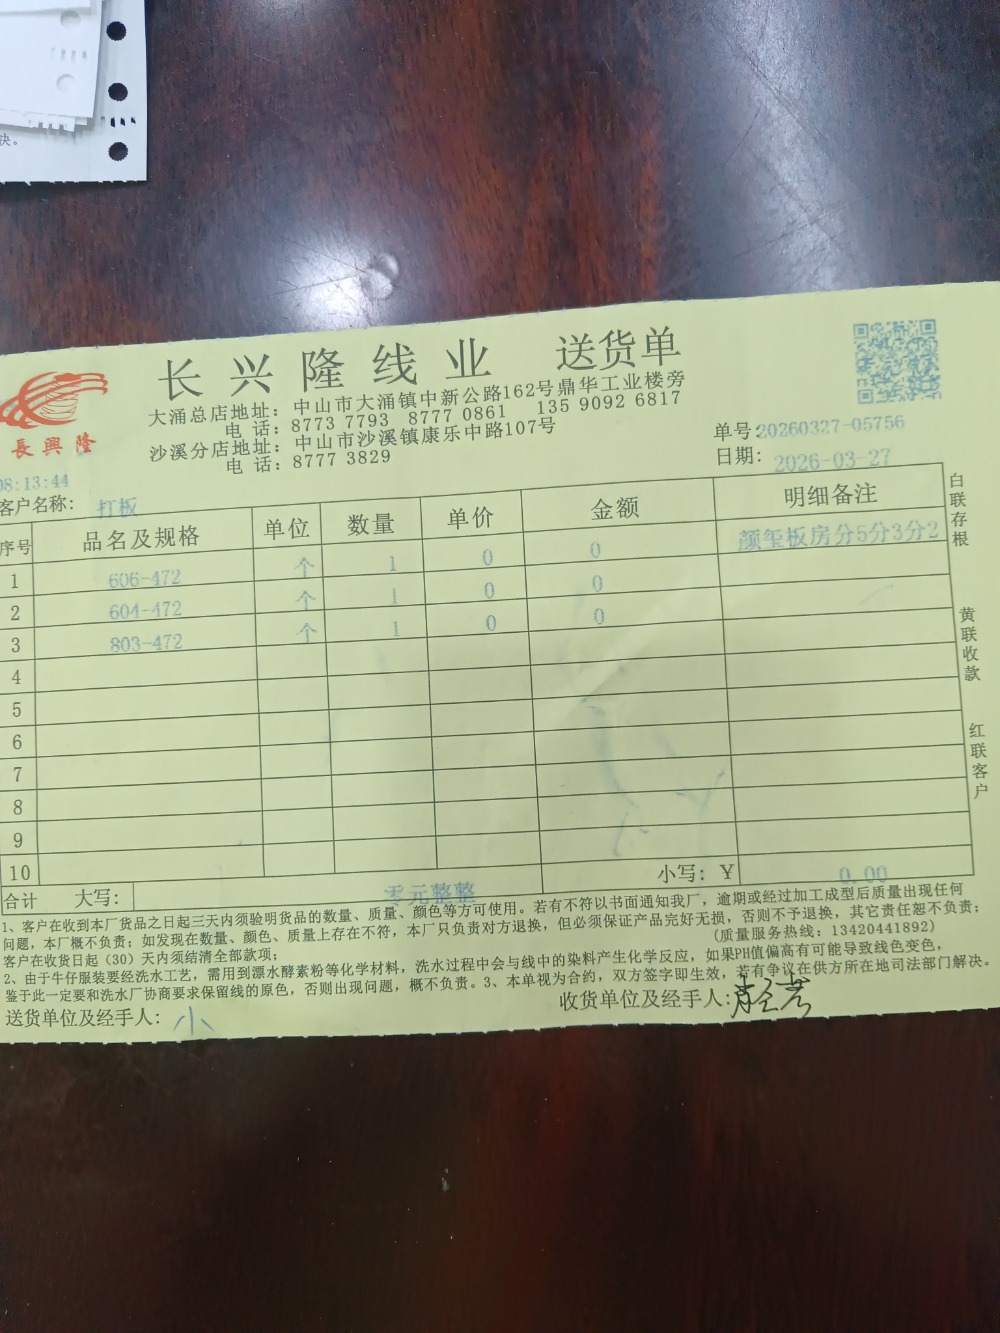 决。
長興隆
长兴隆线业 送货单
大涌总店地址：中山市大涌镇中新公路162号鼎华工业楼旁
电 话：8773 7793 8777 0861 135 9092 6817
沙溪分店地址：中山市沙溪镇康乐中路107号
电 话：8777 3829
单号：20260327-05756
日期：2026-03-27
08:13:44
客户名称：打板
序号 品名及规格 单位 数量 单价 金额 明细备注
1 606-472 个 1 0 0 颜玺板房分5分3分2
2 604-472 个 1 0 0
3 803-472 个 1 0 0
4
5
6
7
8
9
10
合计 大写：零元整整 小写：￥ 0.00
白联存根
黄联收款
红联客户
1、客户在收到本厂货品之日起三天内须验明货品的数量、质量、颜色等方可使用。若有不符以书面通知我厂，逾期或经过加工成型后质量出现任何
问题，本厂概不负责；如发现在数量、颜色、质量上存在不符，本厂只负责对方退换，但必须保证产品完好无损，否则不予退换，其它责任恕不负责；
客户在收货日起（30）天内须结清全部款项； （质量服务热线：13420441892）
2、由于牛仔服装要经洗水工艺，需用到漂水酵素粉等化学材料，洗水过程中会与线中的染料产生化学反应，如果PH值偏高有可能导致线色变色，
鉴于此一定要和洗水厂协商要求保留线的原色，否则出现问题，概不负责。3、本单视为合约，双方签字即生效，若有争议在供方所在地司法部门解决。
送货单位及经手人：小
收货单位及经手人：